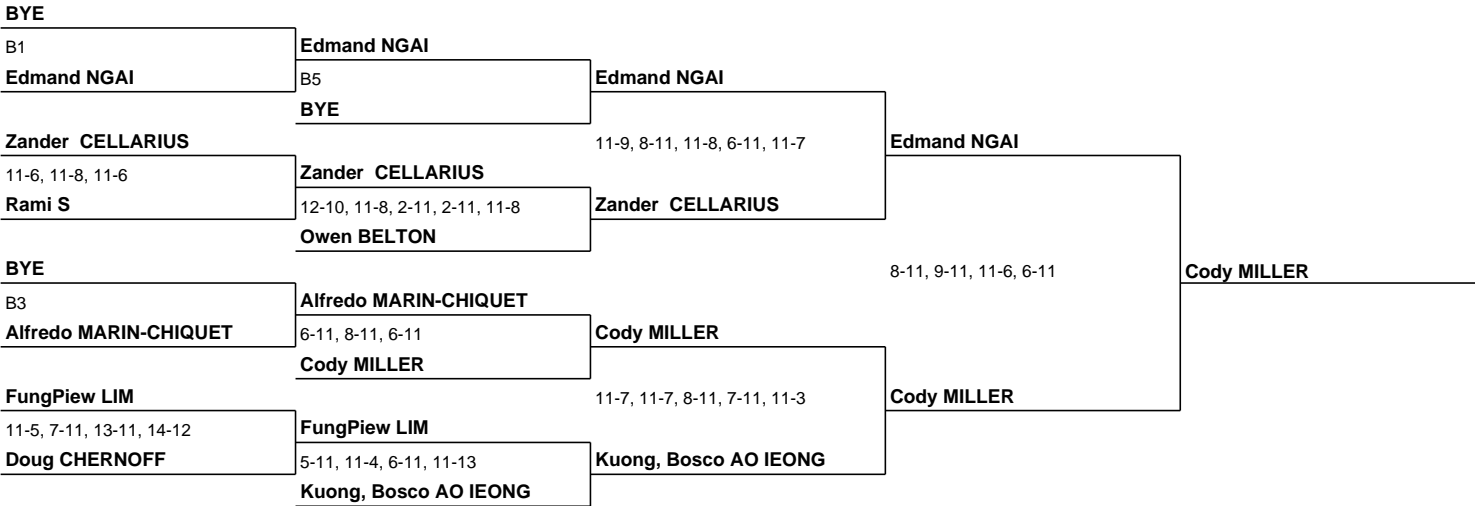 BYE
B1
Edmand NGAI
Edmand NGAI
B5
BYE
Edmand NGAI
Zander CELLARIUS
11-6, 11-8, 11-6
Rami S
Zander CELLARIUS
12-10, 11-8, 2-11, 2-11, 11-8
Owen BELTON
11-9, 8-11, 11-8, 6-11, 11-7
Zander CELLARIUS
Edmand NGAI
BYE
B3
Alfredo MARIN-CHIQUET
Alfredo MARIN-CHIQUET
6-11, 8-11, 6-11
Cody MILLER
Cody MILLER
FungPiew LIM
11-5, 7-11, 13-11, 14-12
Doug CHERNOFF
FungPiew LIM
5-11, 11-4, 6-11, 11-13
Kuong, Bosco AO IEONG
11-7, 11-7, 8-11, 7-11, 11-3
Kuong, Bosco AO IEONG
8-11, 9-11, 11-6, 6-11
Cody MILLER
Cody MILLER